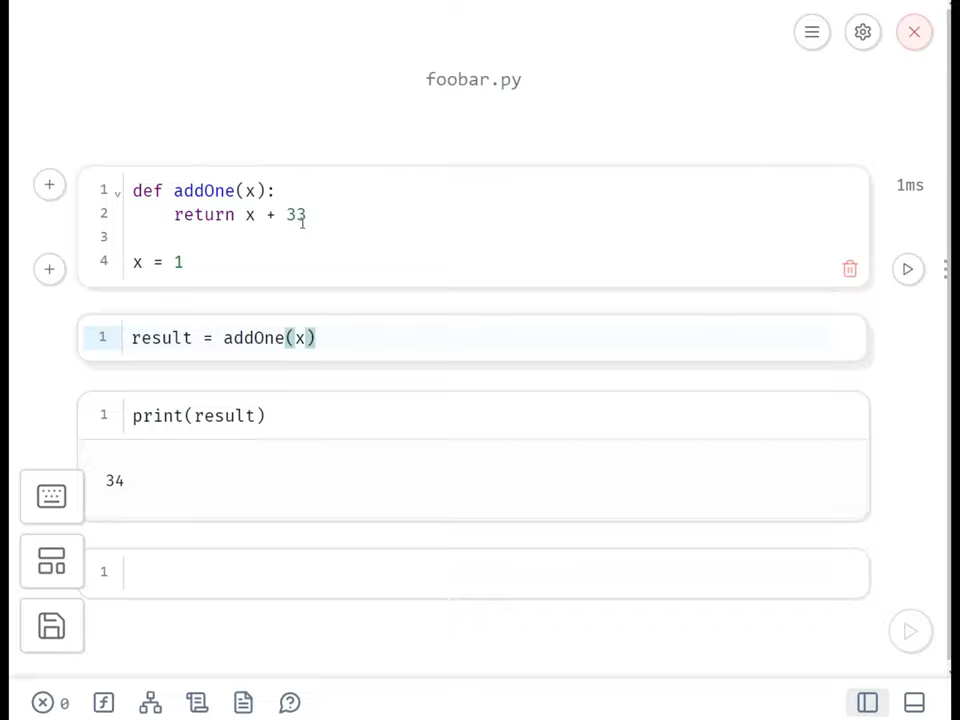 foobar.py
1 def addOne(x):
2 return x + 33
3
4 x = 1
1ms
1 result = addOne(x)
1 print(result)
34
1
0